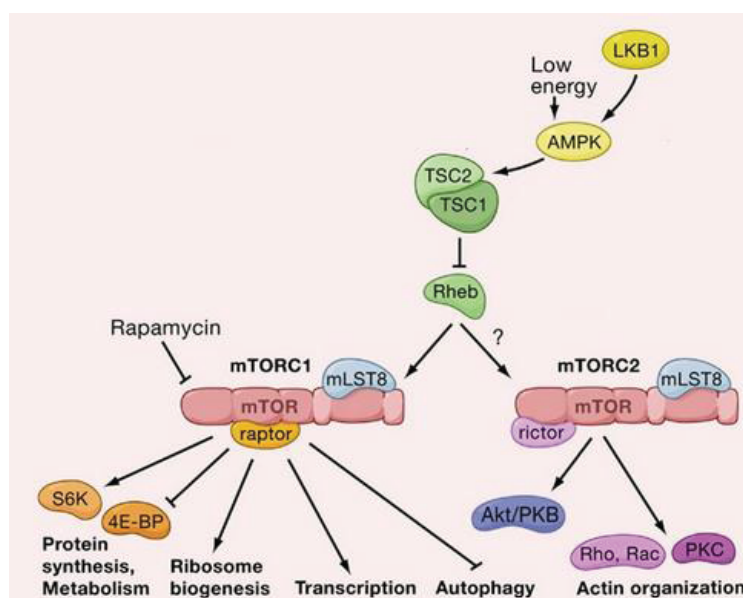 LKB1
Low
energy
AMPK
TSC2
TSC1
Rheb
Rapamycin
?
mTORC1
mLST8
mTOR
raptor
mTORC2
mLST8
mTOR
rictor
S6K
4E-BP
Akt/PKB
Rho, Rac
PKC
Protein
synthesis,
Metabolism
Ribosome
biogenesis
Transcription
Autophagy
Actin organization